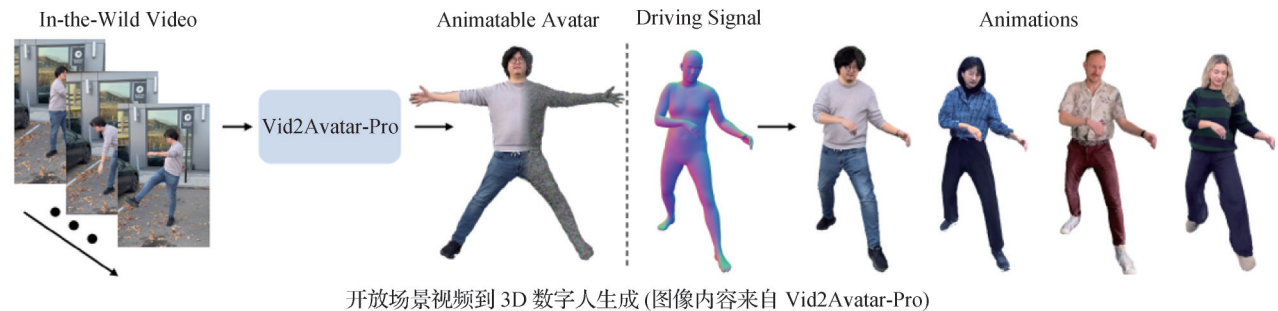 In-the-Wild Video
Animatable Avatar
Driving Signal
Animations
Vid2Avatar-Pro
开放场景视频到 3D 数字人生成 (图像内容来自 Vid2Avatar-Pro)